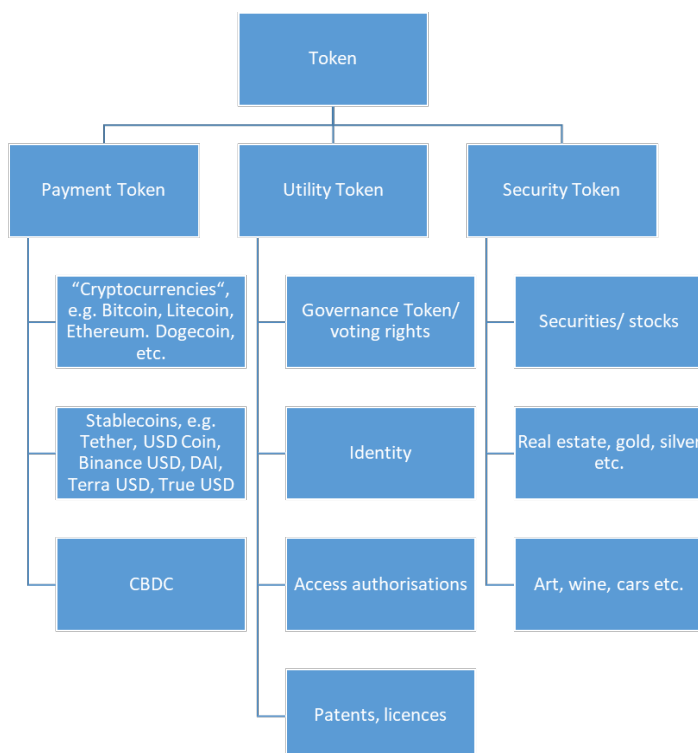 Token
Payment Token
Utility Token
Security Token
“Cryptocurrencies“,
e.g. Bitcoin, Litecoin,
Ethereum. Dogecoin,
etc.
Governance Token/
voting rights
Securities/ stocks
Stablecoins, e.g.
Tether, USD Coin,
Binance USD, DAI,
Terra USD, True USD
Identity
Real estate, gold, silver
etc.
CBDC
Access authorisations
Art, wine, cars etc.
Patents, licences